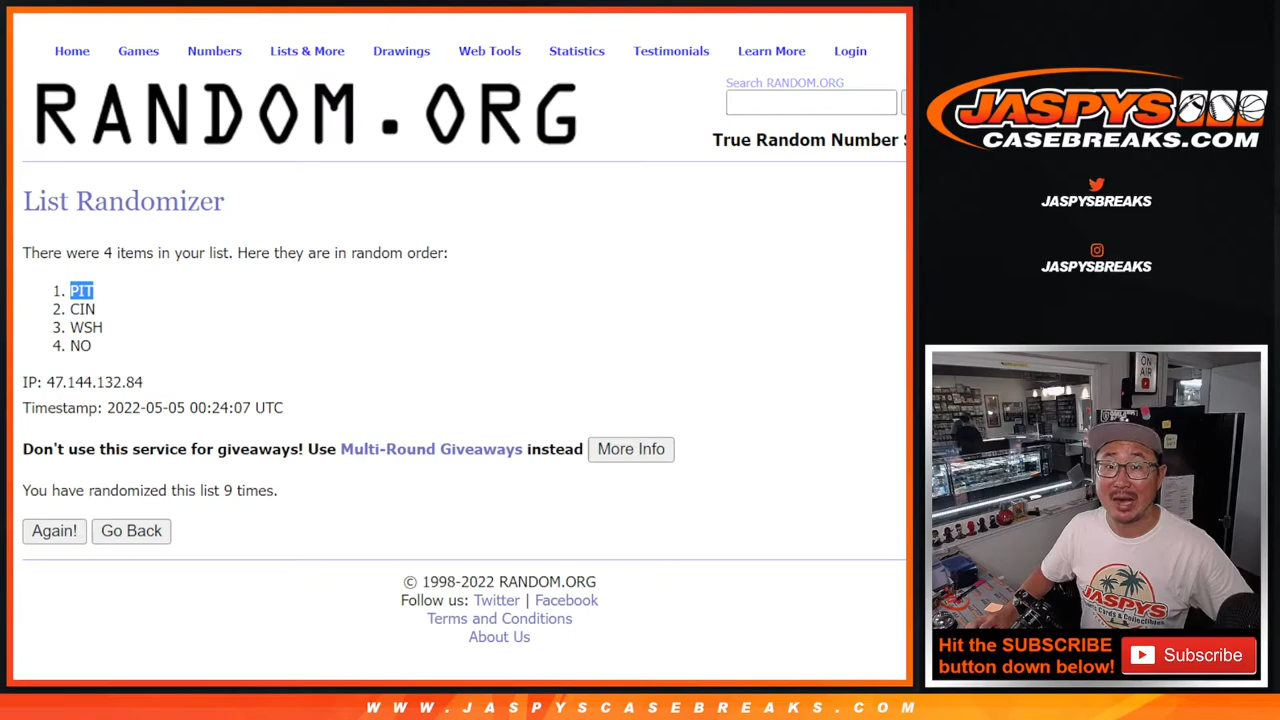 Home Games Numbers Lists & More Drawings Web Tools Statistics Testimonials Learn More Login
RANDOM.ORG
Search RANDOM.ORG
True Random Number
List Randomizer
There were 4 items in your list. Here they are in random order:
1. PIT
2. CIN
3. WSH
4. NO
IP: 47.144.132.84
Timestamp: 2022-05-05 00:24:07 UTC
Don't use this service for giveaways! Use Multi-Round Giveaways instead More Info
You have randomized this list 9 times.
Again! Go Back
© 1998-2022 RANDOM.ORG
Follow us: Twitter | Facebook
Terms and Conditions
About Us
JASPYS
CASEBREAKS.COM
JASPYSBREAKS
JASPYSBREAKS
ON
AIR
JASPYS
Hit the SUBSCRIBE
button down below!
Subscribe
WWW.JASPYSCASEBREAKS.COM